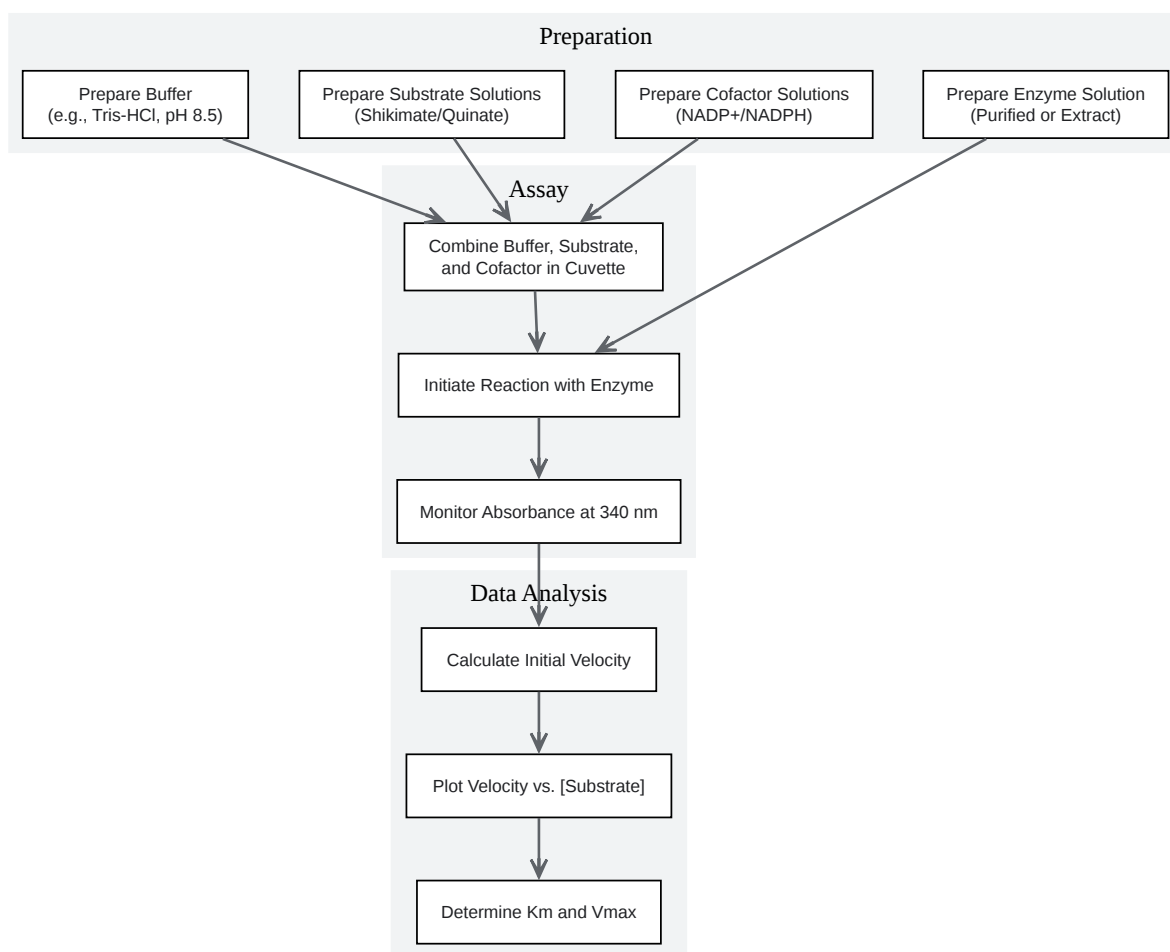 Preparation
Prepare Buffer
(e.g., Tris-HCl, pH 8.5)
Prepare Substrate Solutions
(Shikimate/Quinate)
Prepare Cofactor Solutions
(NADP+/NADPH)
Prepare Enzyme Solution
(Purified or Extract)
Assay
Combine Buffer, Substrate,
and Cofactor in Cuvette
Initiate Reaction with Enzyme
Monitor Absorbance at 340 nm
Data Analysis
Calculate Initial Velocity
Plot Velocity vs. [Substrate]
Determine Km and Vmax